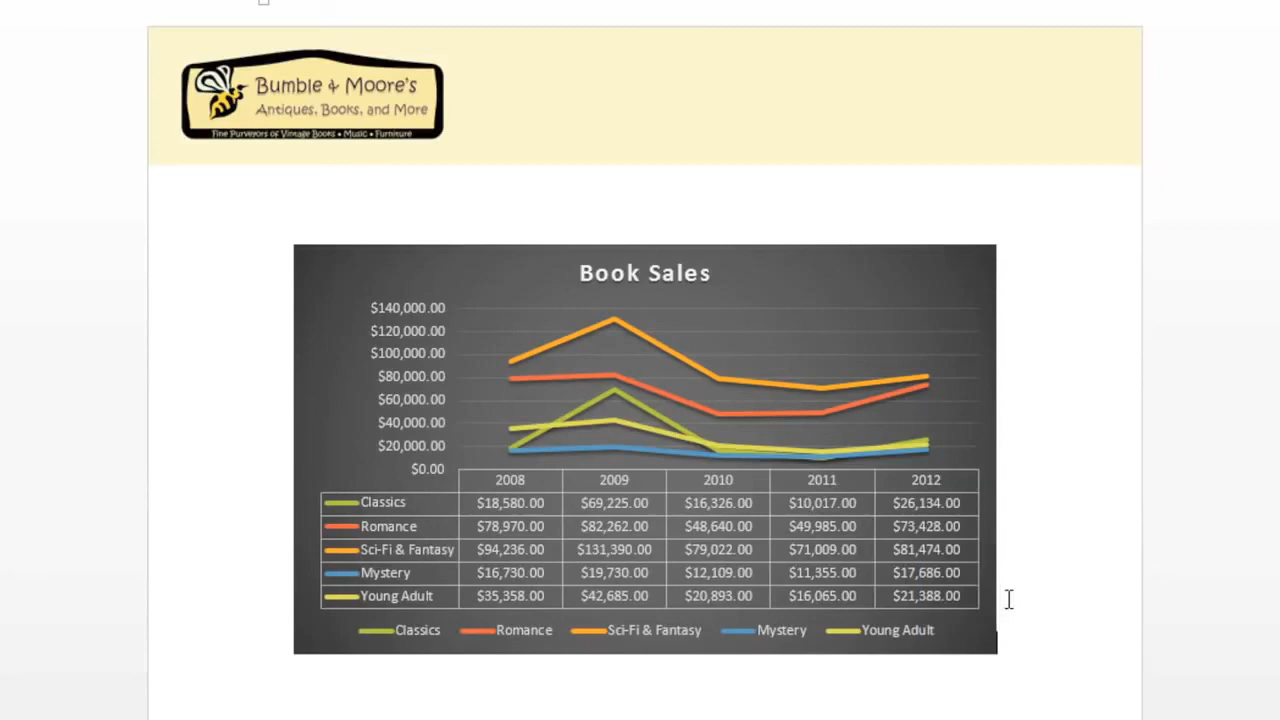 Bumble & Moore's
Antiques, Books, and More
Fine Purveyors of Vintage Books • Music • Furniture
Book Sales
$140,000.00
$120,000.00
$100,000.00
$80,000.00
$60,000.00
$40,000.00
$20,000.00
$0.00
2008 2009 2010 2011 2012
Classics $18,580.00 $69,225.00 $16,326.00 $10,017.00 $26,134.00
Romance $78,970.00 $82,262.00 $48,640.00 $49,985.00 $73,428.00
Sci-Fi & Fantasy $94,236.00 $131,390.00 $79,022.00 $71,009.00 $81,474.00
Mystery $16,730.00 $19,730.00 $12,109.00 $11,355.00 $17,686.00
Young Adult $35,358.00 $42,685.00 $20,893.00 $16,065.00 $21,388.00
Classics Romance Sci-Fi & Fantasy Mystery Young Adult